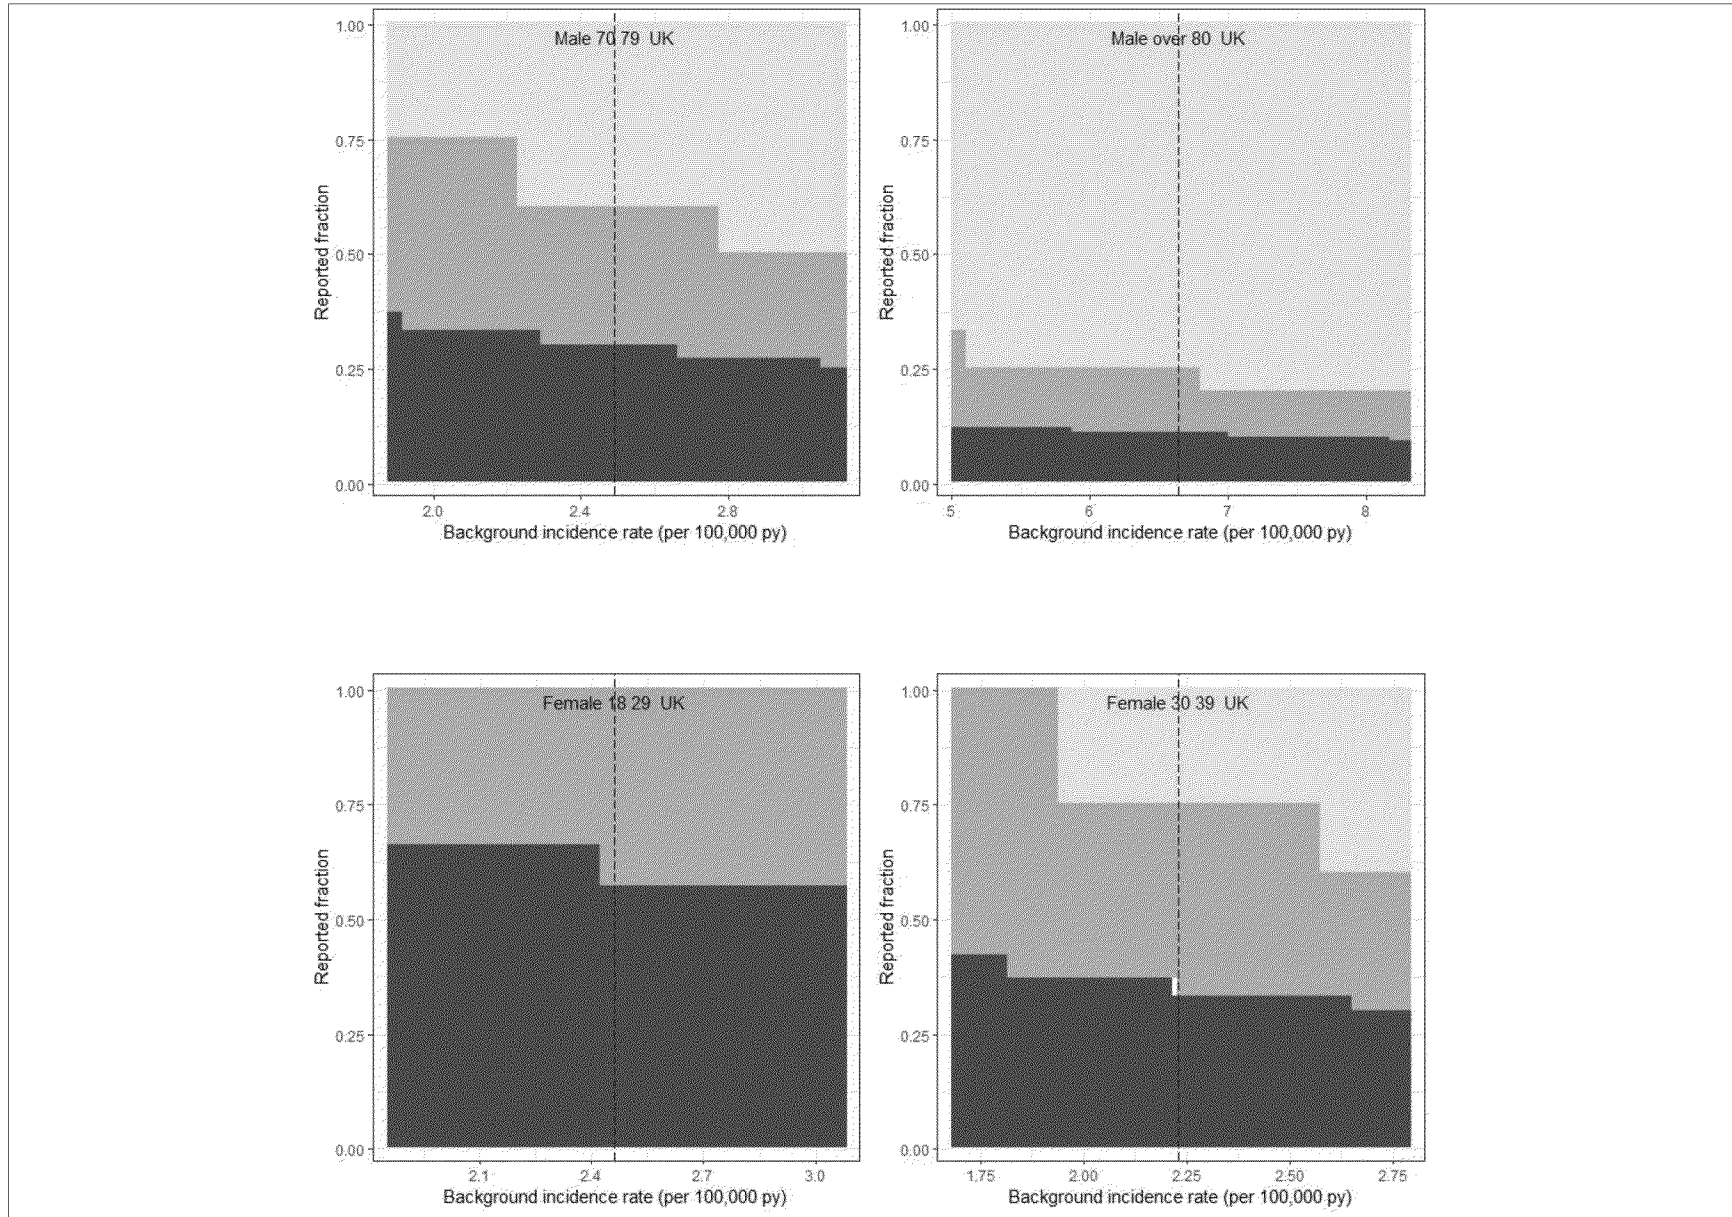 Male 70 79 UK
1.00
0.75
0.50
0.25
0.00
Reported fraction
2.0 2.4 2.8
Background incidence rate (per 100,000 py)
Male over 80 UK
1.00
0.75
0.50
0.25
0.00
Reported fraction
5 6 7 8
Background incidence rate (per 100,000 py)
Female 18 29 UK
1.00
0.75
0.50
0.25
0.00
Reported fraction
2.1 2.4 2.7 3.0
Background incidence rate (per 100,000 py)
Female 30 39 UK
1.00
0.75
0.50
0.25
0.00
Reported fraction
1.75 2.00 2.25 2.50 2.75
Background incidence rate (per 100,000 py)